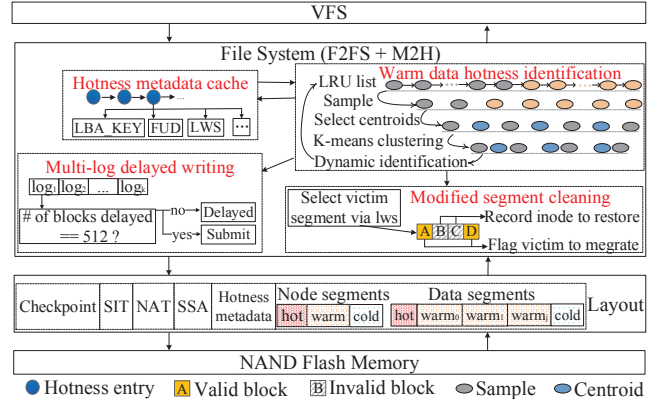 VFS
File System (F2FS + M2H)
Hotness metadata cache
...
LBA_KEY FUD LWS ...
Warm data hotness identification
LRU list
Sample
Select centroids
K-means clustering
Dynamic identification
Multi-log delayed writing
log1 log2 ... logk
# of blocks delayed
== 512 ?
no
Delayed
yes
Submit
Modified segment cleaning
Select victim
segment via lws
Record inode to restore
A B C D
Flag victim to megrate
Checkpoint SIT NAT SSA
Hotness
metadata
Node segments
hot warm cold
Data segments
hot warm0 warm1 warmj cold
Layout
NAND Flash Memory
Hotness entry
A Valid block
B Invalid block
Sample
Centroid